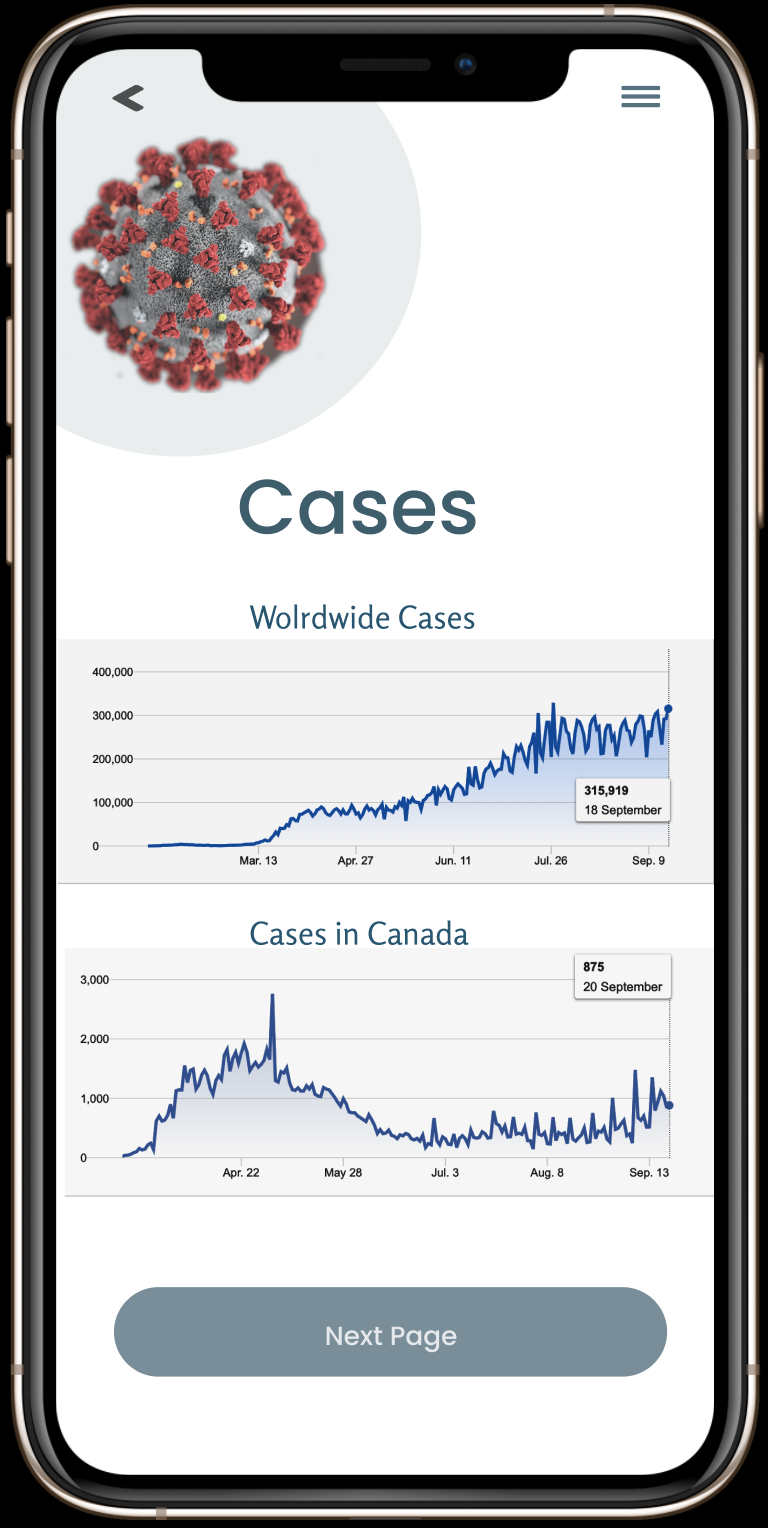 Cases
Wolrdwide Cases
400,000
300,000
200,000
100,000
0
315,919
18 September
Mar. 13 Apr. 27 Jun. 11 Jul. 26 Sep. 9
Cases in Canada
875
20 September
3,000
2,000
1,000
0
Apr. 22 May 28 Jul. 3 Aug. 8 Sep. 13
Next Page